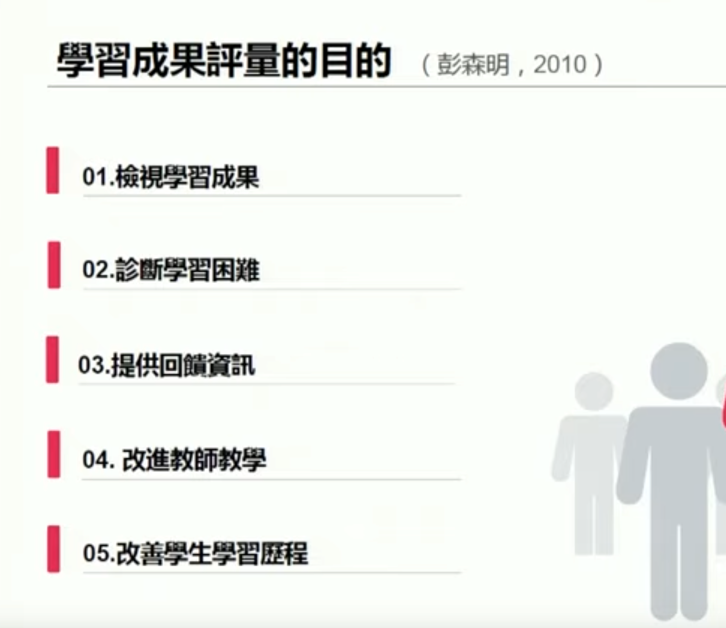 學習成果評量的目的 （彭森明，2010）
01.檢視學習成果
02.診斷學習困難
03.提供回饋資訊
04. 改進教師教學
05.改善學生學習歷程